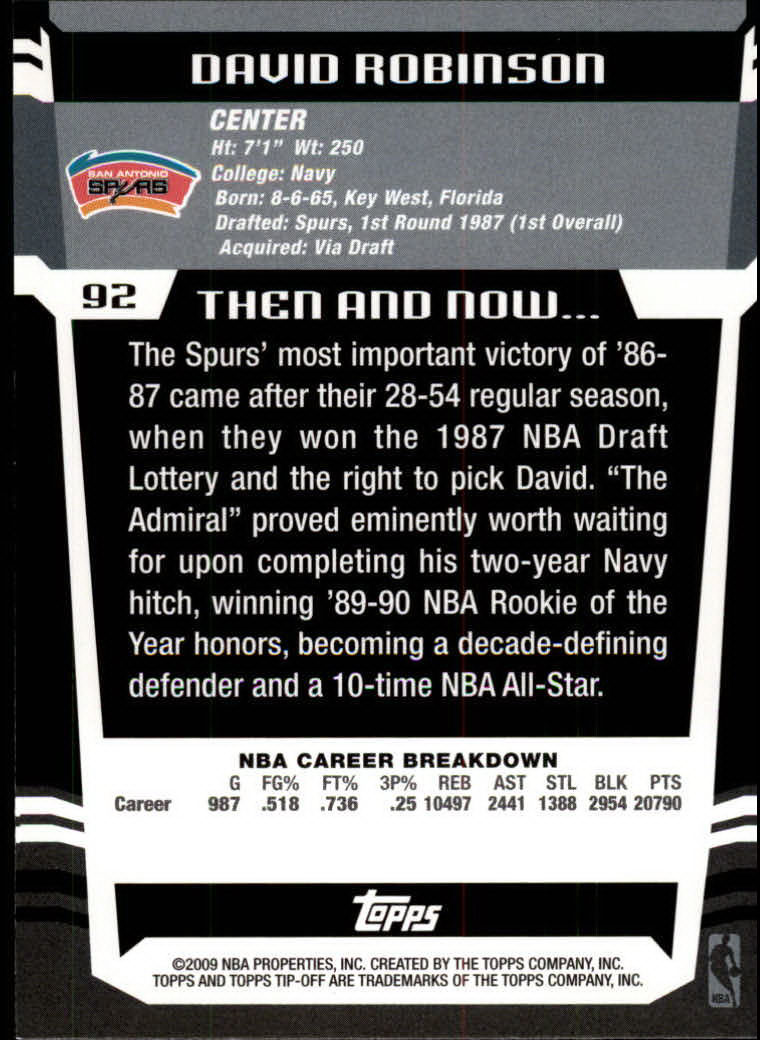 DAVID ROBINSON
CENTER
Ht: 7'1" Wt: 250
College: Navy
Born: 8-6-65, Key West, Florida
Drafted: Spurs, 1st Round 1987 (1st Overall)
Acquired: Via Draft
SAN ANTONIO
SPURS
92
THEN AND NOW...
The Spurs' most important victory of '86-
87 came after their 28-54 regular season,
when they won the 1987 NBA Draft
Lottery and the right to pick David. "The
Admiral" proved eminently worth waiting
for upon completing his two-year Navy
hitch, winning '89-90 NBA Rookie of the
Year honors, becoming a decade-defining
defender and a 10-time NBA All-Star.
NBA CAREER BREAKDOWN
G FG% FT% 3P% REB AST STL BLK PTS
Career 987 .518 .736 .25 10497 2441 1388 2954 20790
topps
©2009 NBA PROPERTIES, INC. CREATED BY THE TOPPS COMPANY, INC.
TOPPS AND TOPPS TIP-OFF ARE TRADEMARKS OF THE TOPPS COMPANY, INC.
NBA